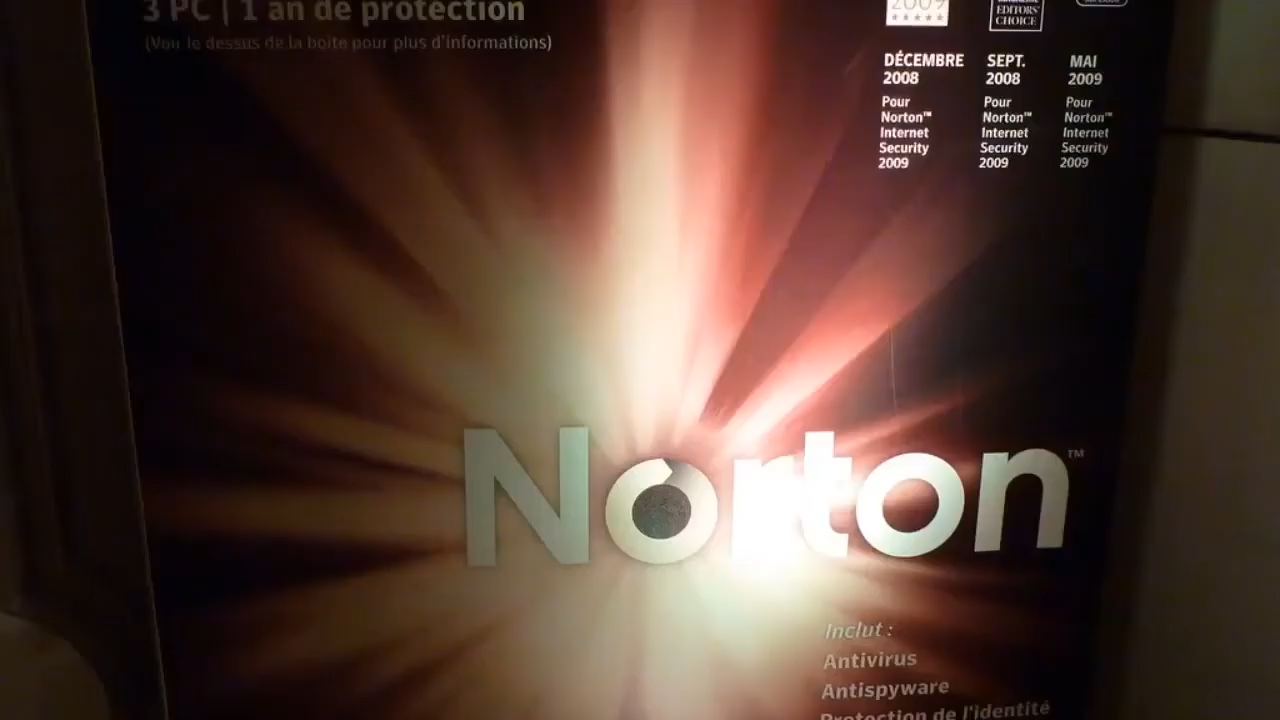 3 PC | 1 an de protection
(Voir le dessus de la boîte pour plus d'informations)
2009
EDITORS'
CHOICE
DÉCEMBRE
2008
Pour
Norton™
Internet
Security
2009
SEPT.
2008
Pour
Norton™
Internet
Security
2009
MAI
2009
Pour
Norton™
Internet
Security
2009
Norton™
Inclut :
Antivirus
Antispyware
Protection de l'identité